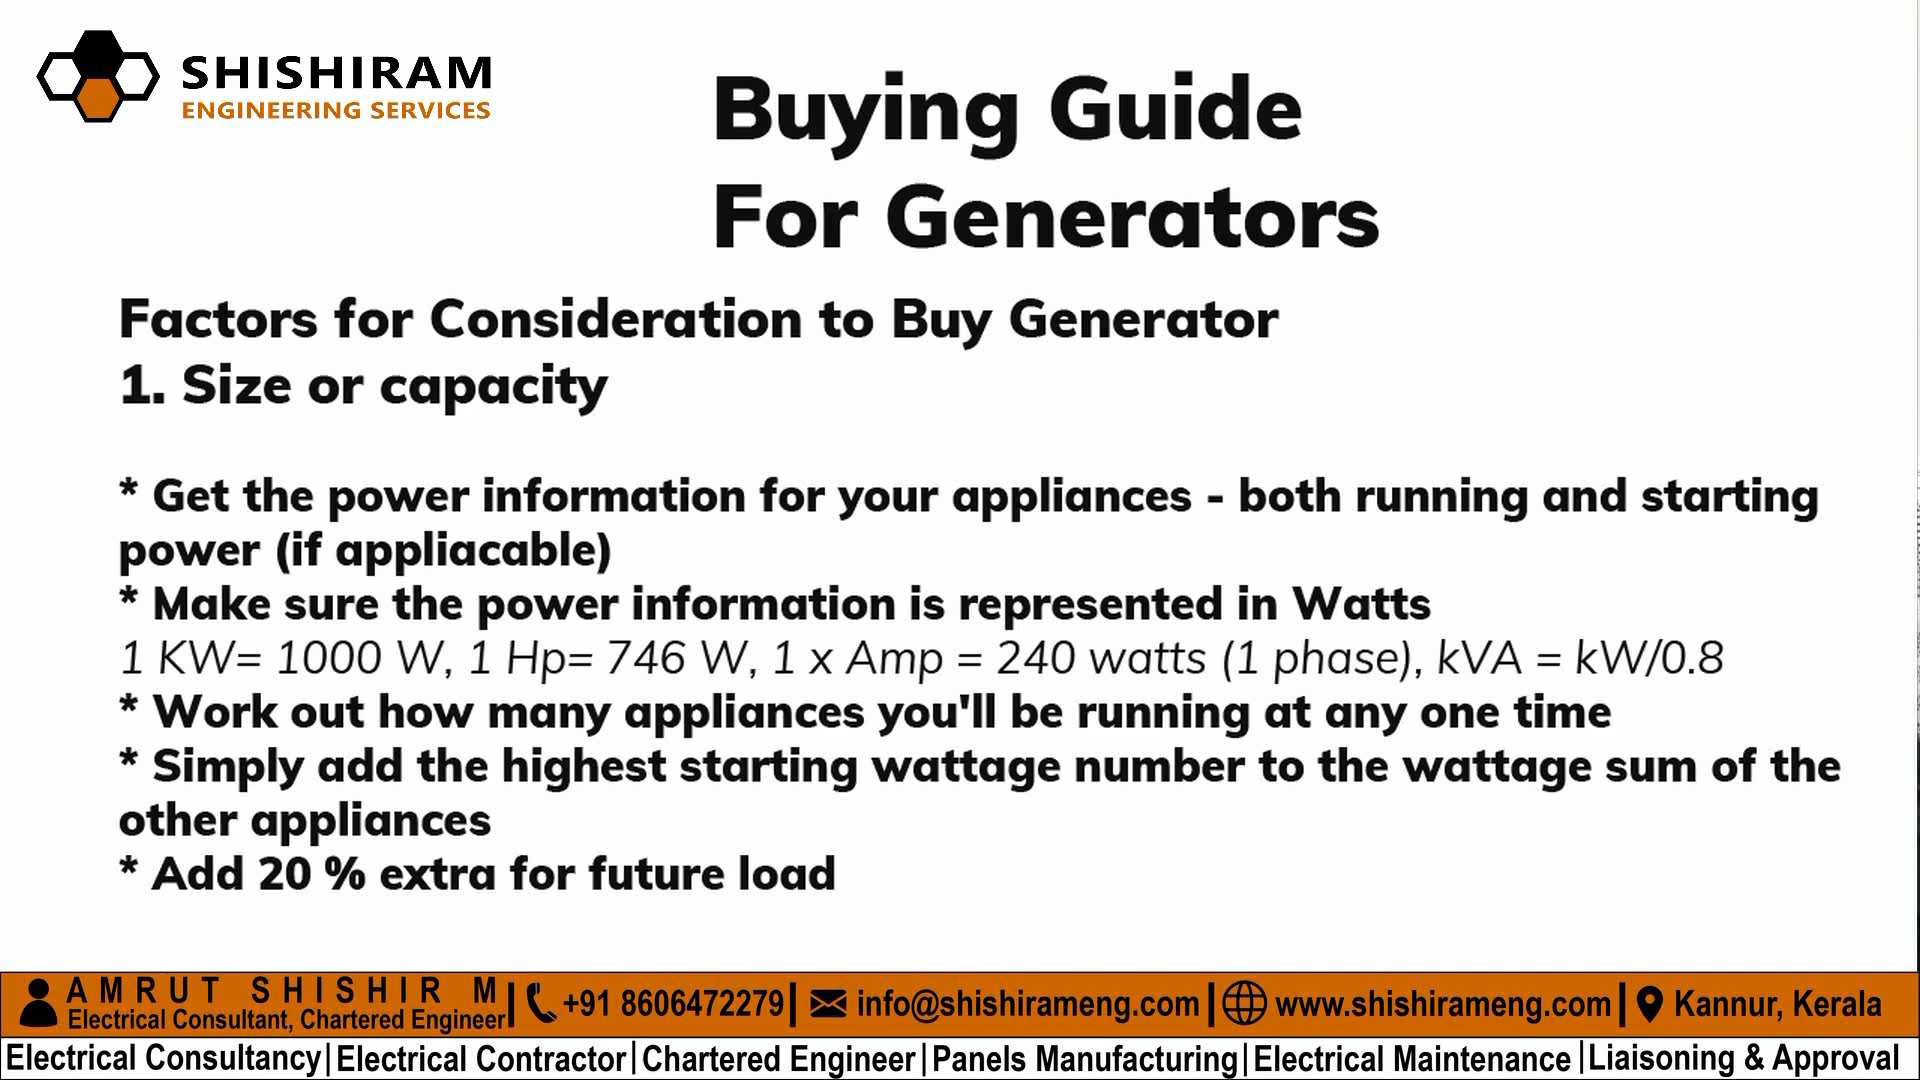 SHISHIRAM
ENGINEERING SERVICES
Buying Guide
For Generators
Factors for Consideration to Buy Generator
1. Size or capacity
* Get the power information for your appliances - both running and starting
power (if appliacable)
* Make sure the power information is represented in Watts
1 KW= 1000 W, 1 Hp= 746 W, 1 x Amp = 240 watts (1 phase), kVA = kW/0.8
* Work out how many appliances you'll be running at any one time
* Simply add the highest starting wattage number to the wattage sum of the
other appliances
* Add 20 % extra for future load
AMRUT SHISHIR M
Electrical Consultant, Chartered Engineer
+91 8606472279| info@shishirameng.com | www.shishirameng.com | Kannur, Kerala
Electrical Consultancy|Electrical Contractor|Chartered Engineer|Panels Manufacturing|Electrical Maintenance |Liaisoning & Approval